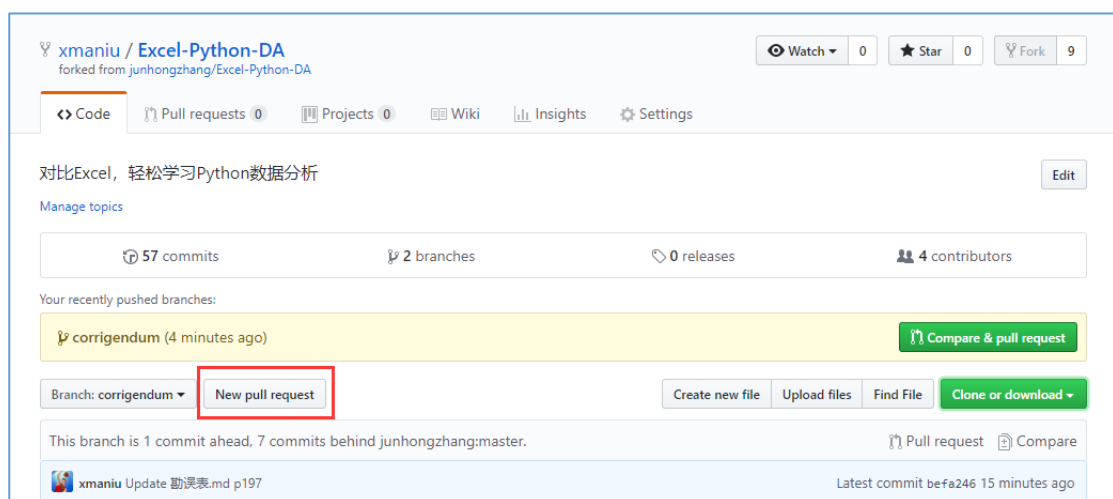 xmaniu / Excel-Python-DA
forked from junhongzhang/Excel-Python-DA
Watch 0 Star 0 Fork 9
Code Pull requests 0 Projects 0 Wiki Insights Settings
对比Excel，轻松学习Python数据分析 Edit
Manage topics
57 commits 2 branches 0 releases 4 contributors
Your recently pushed branches:
corrigendum (4 minutes ago) Compare & pull request
Branch: corrigendum New pull request Create new file Upload files Find File Clone or download
This branch is 1 commit ahead, 7 commits behind junhongzhang:master. Pull request Compare
xmaniu Update 勘误表.md p197 Latest commit befa246 15 minutes ago